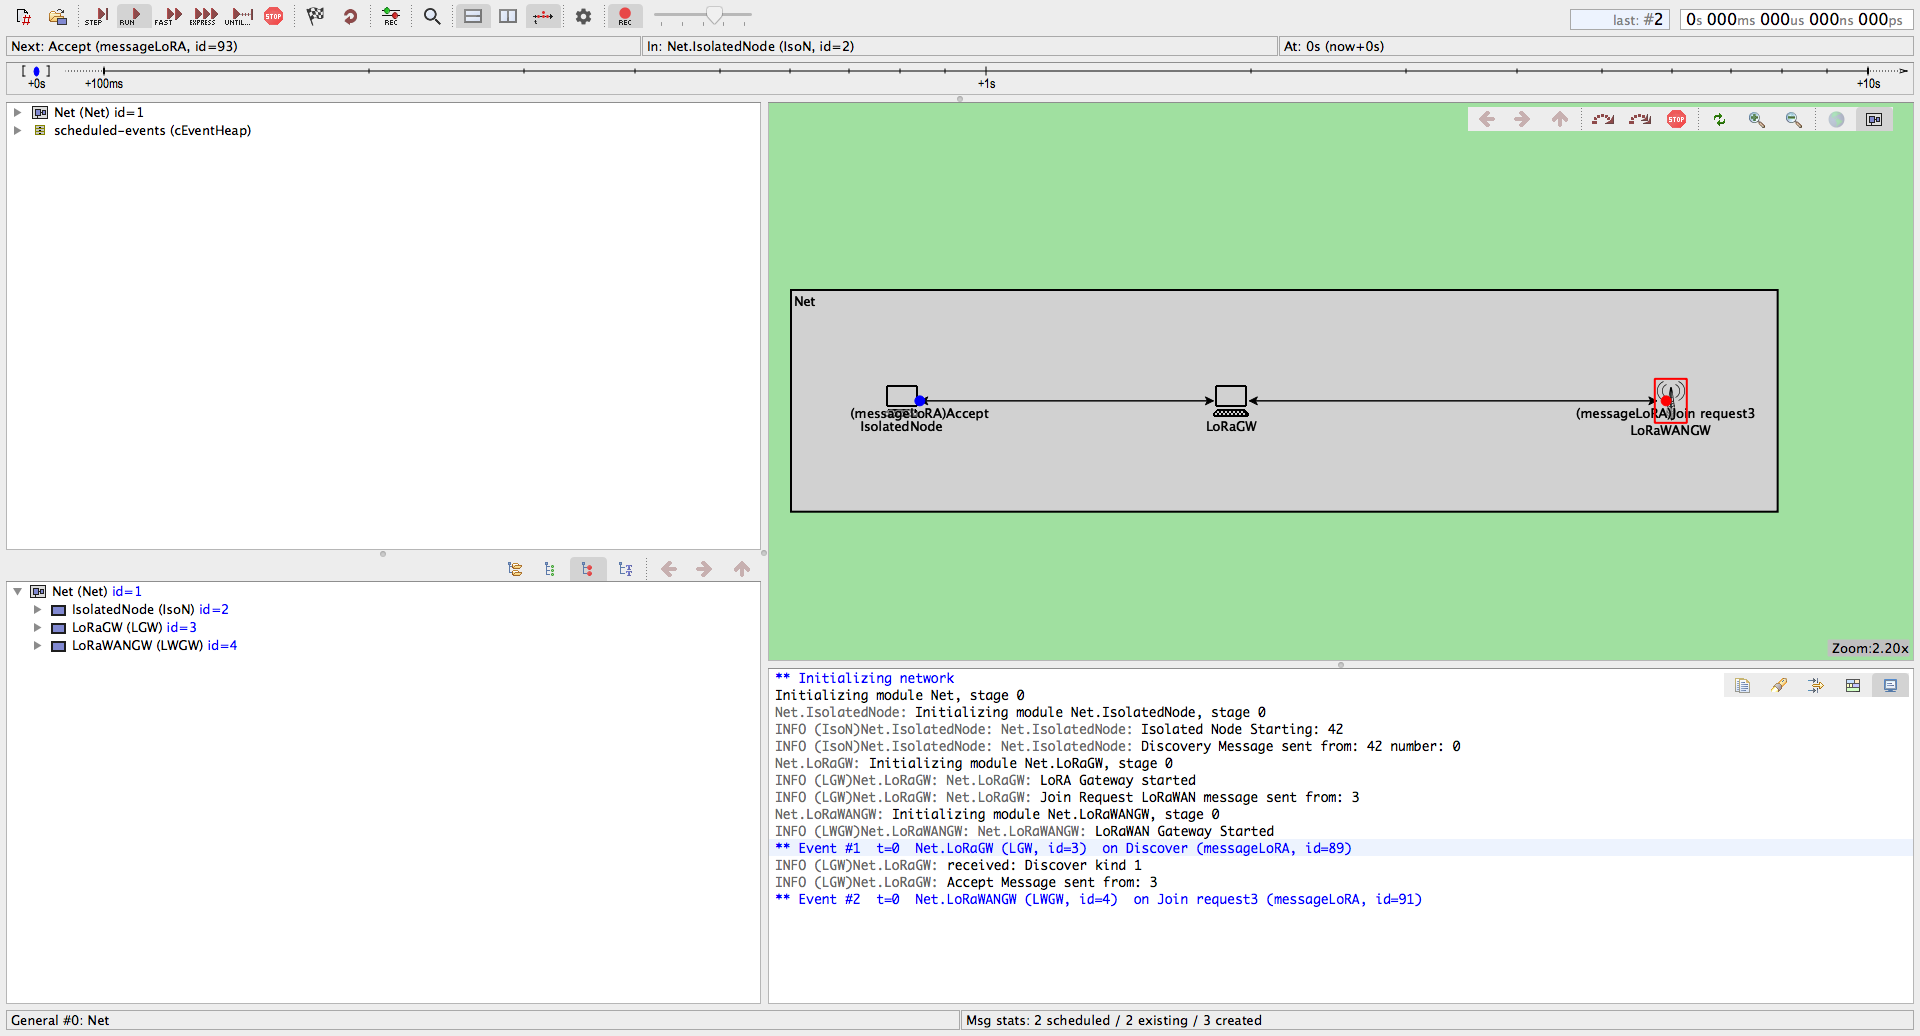 STEP RUN FAST EXPRESS UNTIL... STOP REC REC last: #2 0s 000ms 000us 000ns 000ps
Next: Accept (messageLoRA, id=93) In: Net.IsolatedNode (IsoN, id=2) At: 0s (now+0s)
+0s +100ms +1s +10s
Net (Net) id=1
scheduled-events (cEventHeap)
STOP
Net
(messageLoRA)Accept
IsolatedNode
LoRaGW
(messageLoRA)Join request3
LoRaWANGW
Zoom:2.20x
Net (Net) id=1
IsolatedNode (IsoN) id=2
LoRaGW (LGW) id=3
LoRaWANGW (LWGW) id=4
** Initializing network
Initializing module Net, stage 0
Net.IsolatedNode: Initializing module Net.IsolatedNode, stage 0
INFO (IsoN)Net.IsolatedNode: Net.IsolatedNode: Isolated Node Starting: 42
INFO (IsoN)Net.IsolatedNode: Net.IsolatedNode: Discovery Message sent from: 42 number: 0
Net.LoRaGW: Initializing module Net.LoRaGW, stage 0
INFO (LGW)Net.LoRaGW: Net.LoRaGW: LoRA Gateway started
INFO (LGW)Net.LoRaGW: Net.LoRaGW: Join Request LoRaWAN message sent from: 3
Net.LoRaWANGW: Initializing module Net.LoRaWANGW, stage 0
INFO (LWGW)Net.LoRaWANGW: Net.LoRaWANGW: LoRaWAN Gateway Started
** Event #1 t=0 Net.LoRaGW (LGW, id=3) on Discover (messageLoRA, id=89)
INFO (LGW)Net.LoRaGW: received: Discover kind 1
INFO (LGW)Net.LoRaGW: Accept Message sent from: 3
** Event #2 t=0 Net.LoRaWANGW (LWGW, id=4) on Join request3 (messageLoRA, id=91)
General #0: Net Msg stats: 2 scheduled / 2 existing / 3 created